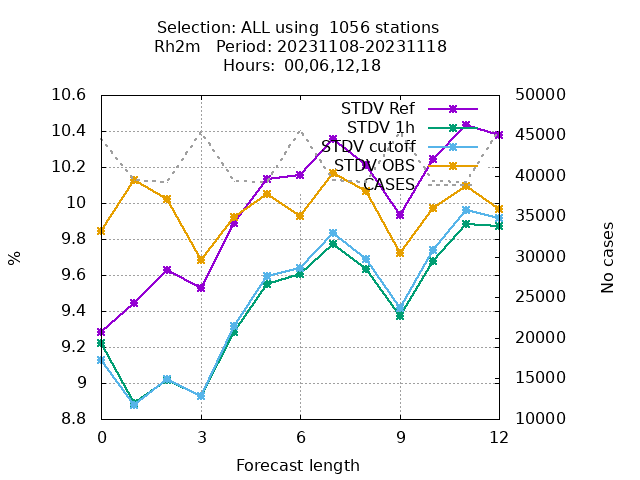 Selection: ALL using  1056 stations
Rh2m   Period: 20231108-20231118
Hours:  00,06,12,18
10.6
10.4
10.2
10
9.8
9.6
9.4
9.2
9
8.8
%
STDV Ref
STDV 1h
STDV cutoff
STDV OBS
CASES
50000
45000
40000
35000
30000
25000
20000
15000
10000
No cases
0 3 6 9 12
Forecast length